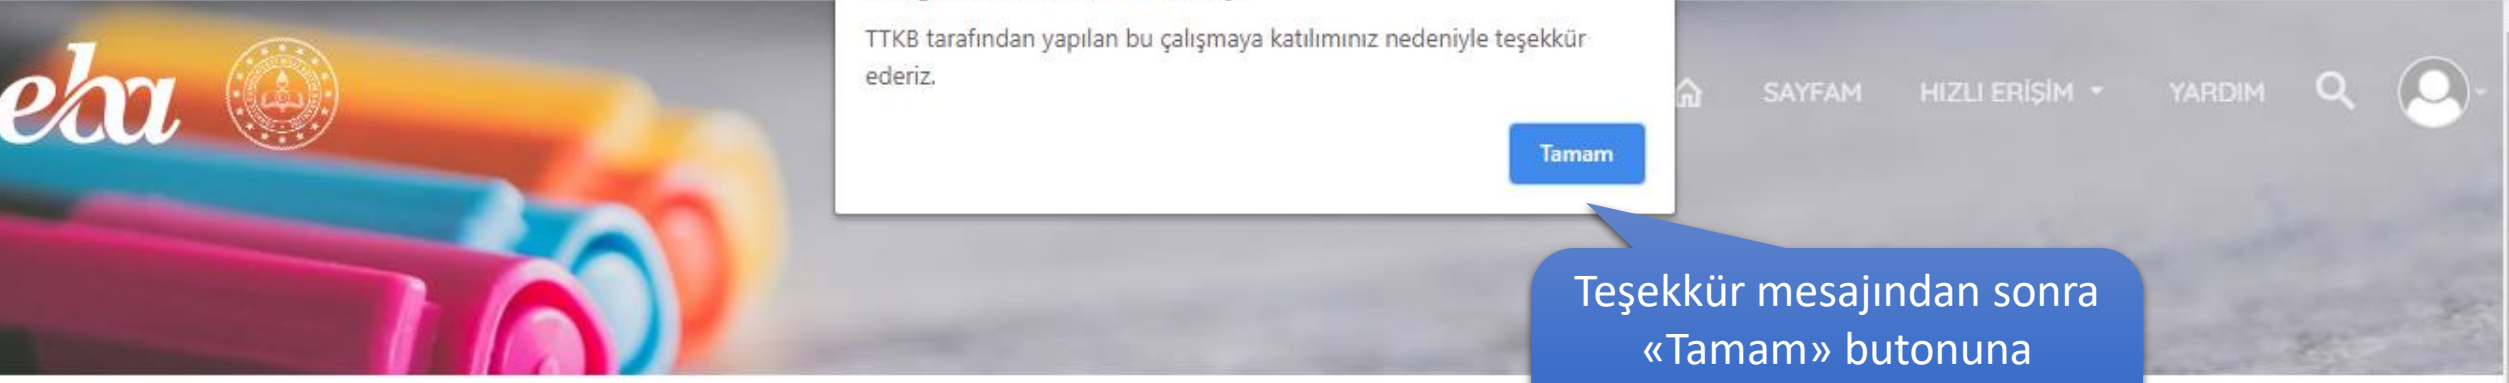 TTKB tarafından yapılan bu çalışmaya katılımınız nedeniyle teşekkür
ederiz.
eba
SAYFAM HIZLI ERİŞİM YARDIM
Tamam
Teşekkür mesajından sonra
«Tamam» butonuna